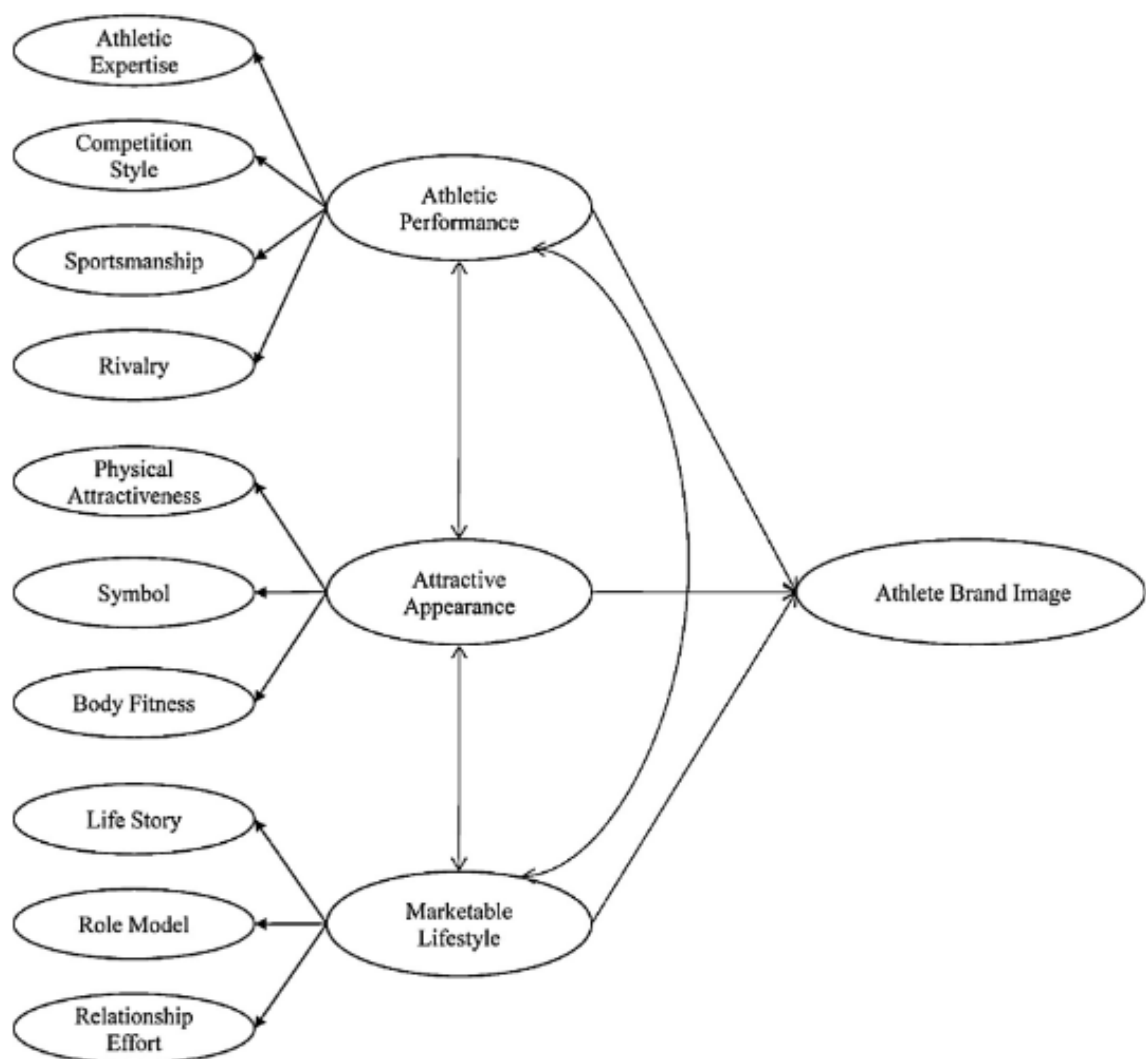 Athletic
Expertise
Competition
Style
Sportsmanship
Rivalry
Physical
Attractiveness
Symbol
Body Fitness
Life Story
Role Model
Relationship
Effort
Athletic
Performance
Attractive
Appearance
Marketable
Lifestyle
Athlete Brand Image